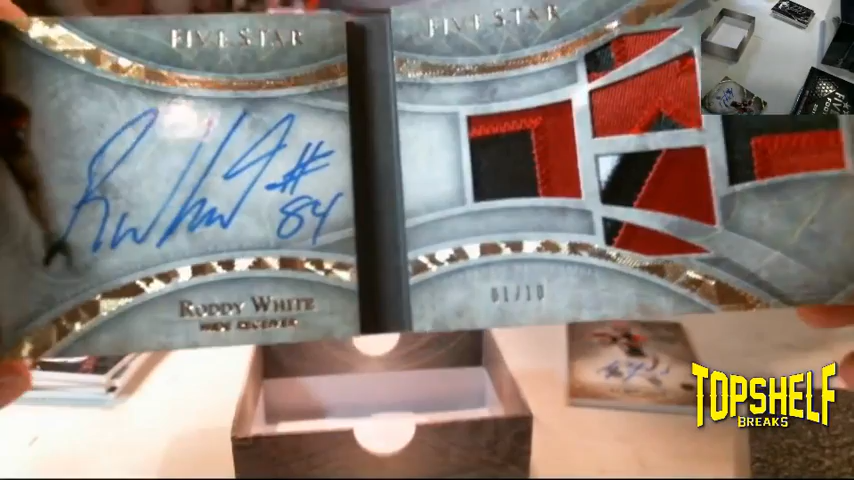 FIVE STAR
FIVE STAR
#
84
RODDY WHITE
WIDE RECEIVER
01/10
TOPSHELF
BREAKS